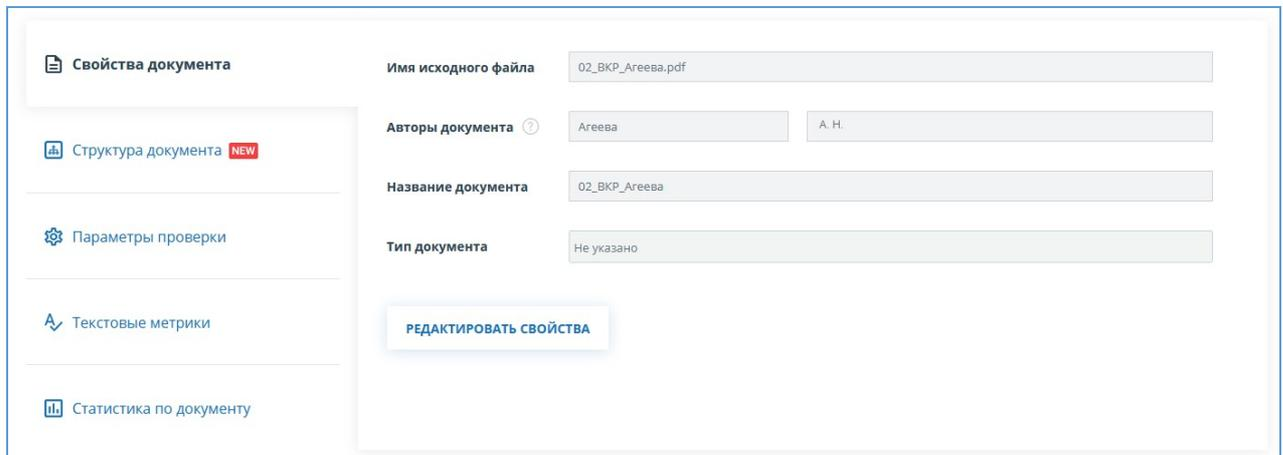 Свойства документа
Имя исходного файла
02_ВКР_Агеева.pdf
Авторы документа ?
Агеева
А. Н.
Структура документа NEW
Название документа
02_ВКР_Агеева
Параметры проверки
Тип документа
Не указано
Текстовые метрики
РЕДАКТИРОВАТЬ СВОЙСТВА
Статистика по документу